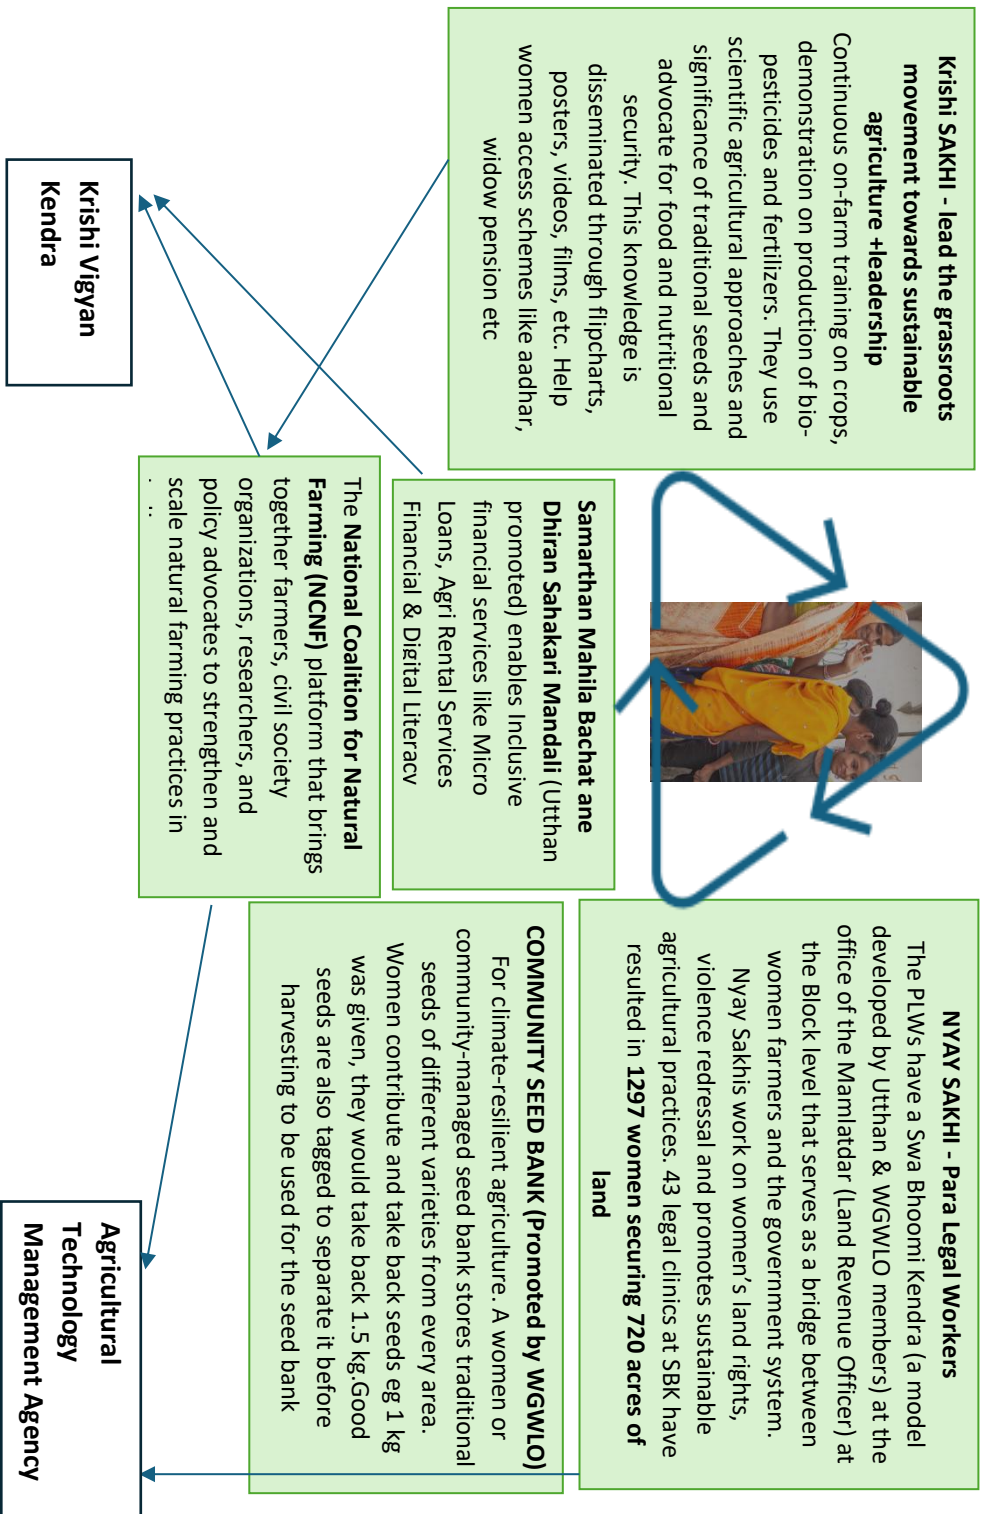 Krishi SAKHI - lead the grassroots
movement towards sustainable
agriculture +leadership
Continuous on-farm training on crops,
demonstration on production of bio-
pesticides and fertilizers. They use
scientific agricultural approaches and
significance of traditional seeds and
advocate for food and nutritional
security. This knowledge is
disseminated through flipcharts,
posters, videos, films, etc. Help
women access schemes like aadhar,
widow pension etc
NYAY SAKHI - Para Legal Workers
The PLWs have a Swa Bhoomi Kendra (a model
developed by Utthan & WGWLO members) at the
office of the Mamlatdar (Land Revenue Officer) at
the Block level that serves as a bridge between
women farmers and the government system.
Nyay Sakhis work on women’s land rights,
violence redressal and promotes sustainable
agricultural practices. 43 legal clinics at SBK have
resulted in 1297 women securing 720 acres of
land
Samarthan Mahila Bachat ane
Dhiran Sahakari Mandali (Utthan
promoted) enables Inclusive
financial services like Micro
Loans, Agri Rental Services
Financial & Digital Literacy
COMMUNITY SEED BANK (Promoted by WGWLO)
For climate-resilient agriculture. A women or
community-managed seed bank stores traditional
seeds of different varieties from every area.
Women contribute and take back seeds eg 1 kg
was given, they would take back 1.5 kg.Good
seeds are also tagged to separate it before
harvesting to be used for the seed bank
The National Coalition for Natural
Farming (NCNF) platform that brings
together farmers, civil society
organizations, researchers, and
policy advocates to strengthen and
scale natural farming practices in
Krishi Vigyan
Kendra
Agricultural
Technology
Management Agency